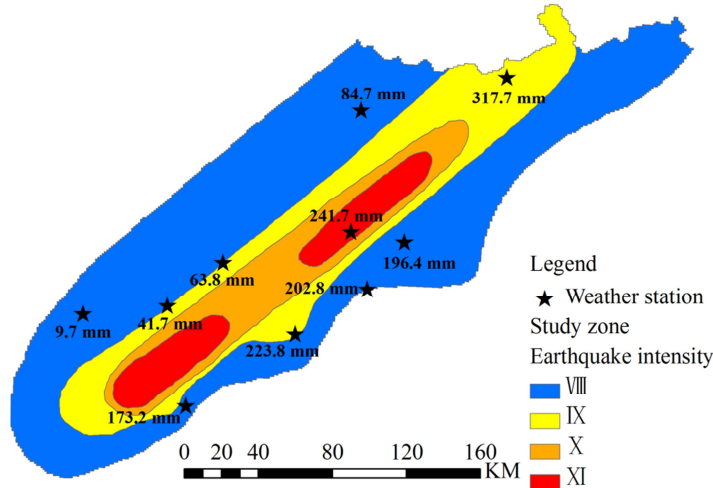 84.7 mm
317.7 mm
241.7 mm
63.8 mm
196.4 mm
202.8 mm
9.7 mm
41.7 mm
223.8 mm
173.2 mm
Legend
Weather station
Study zone
Earthquake intensity
Ⅷ
Ⅸ
Ⅹ
Ⅺ
0 20 40 80 120 160
KM